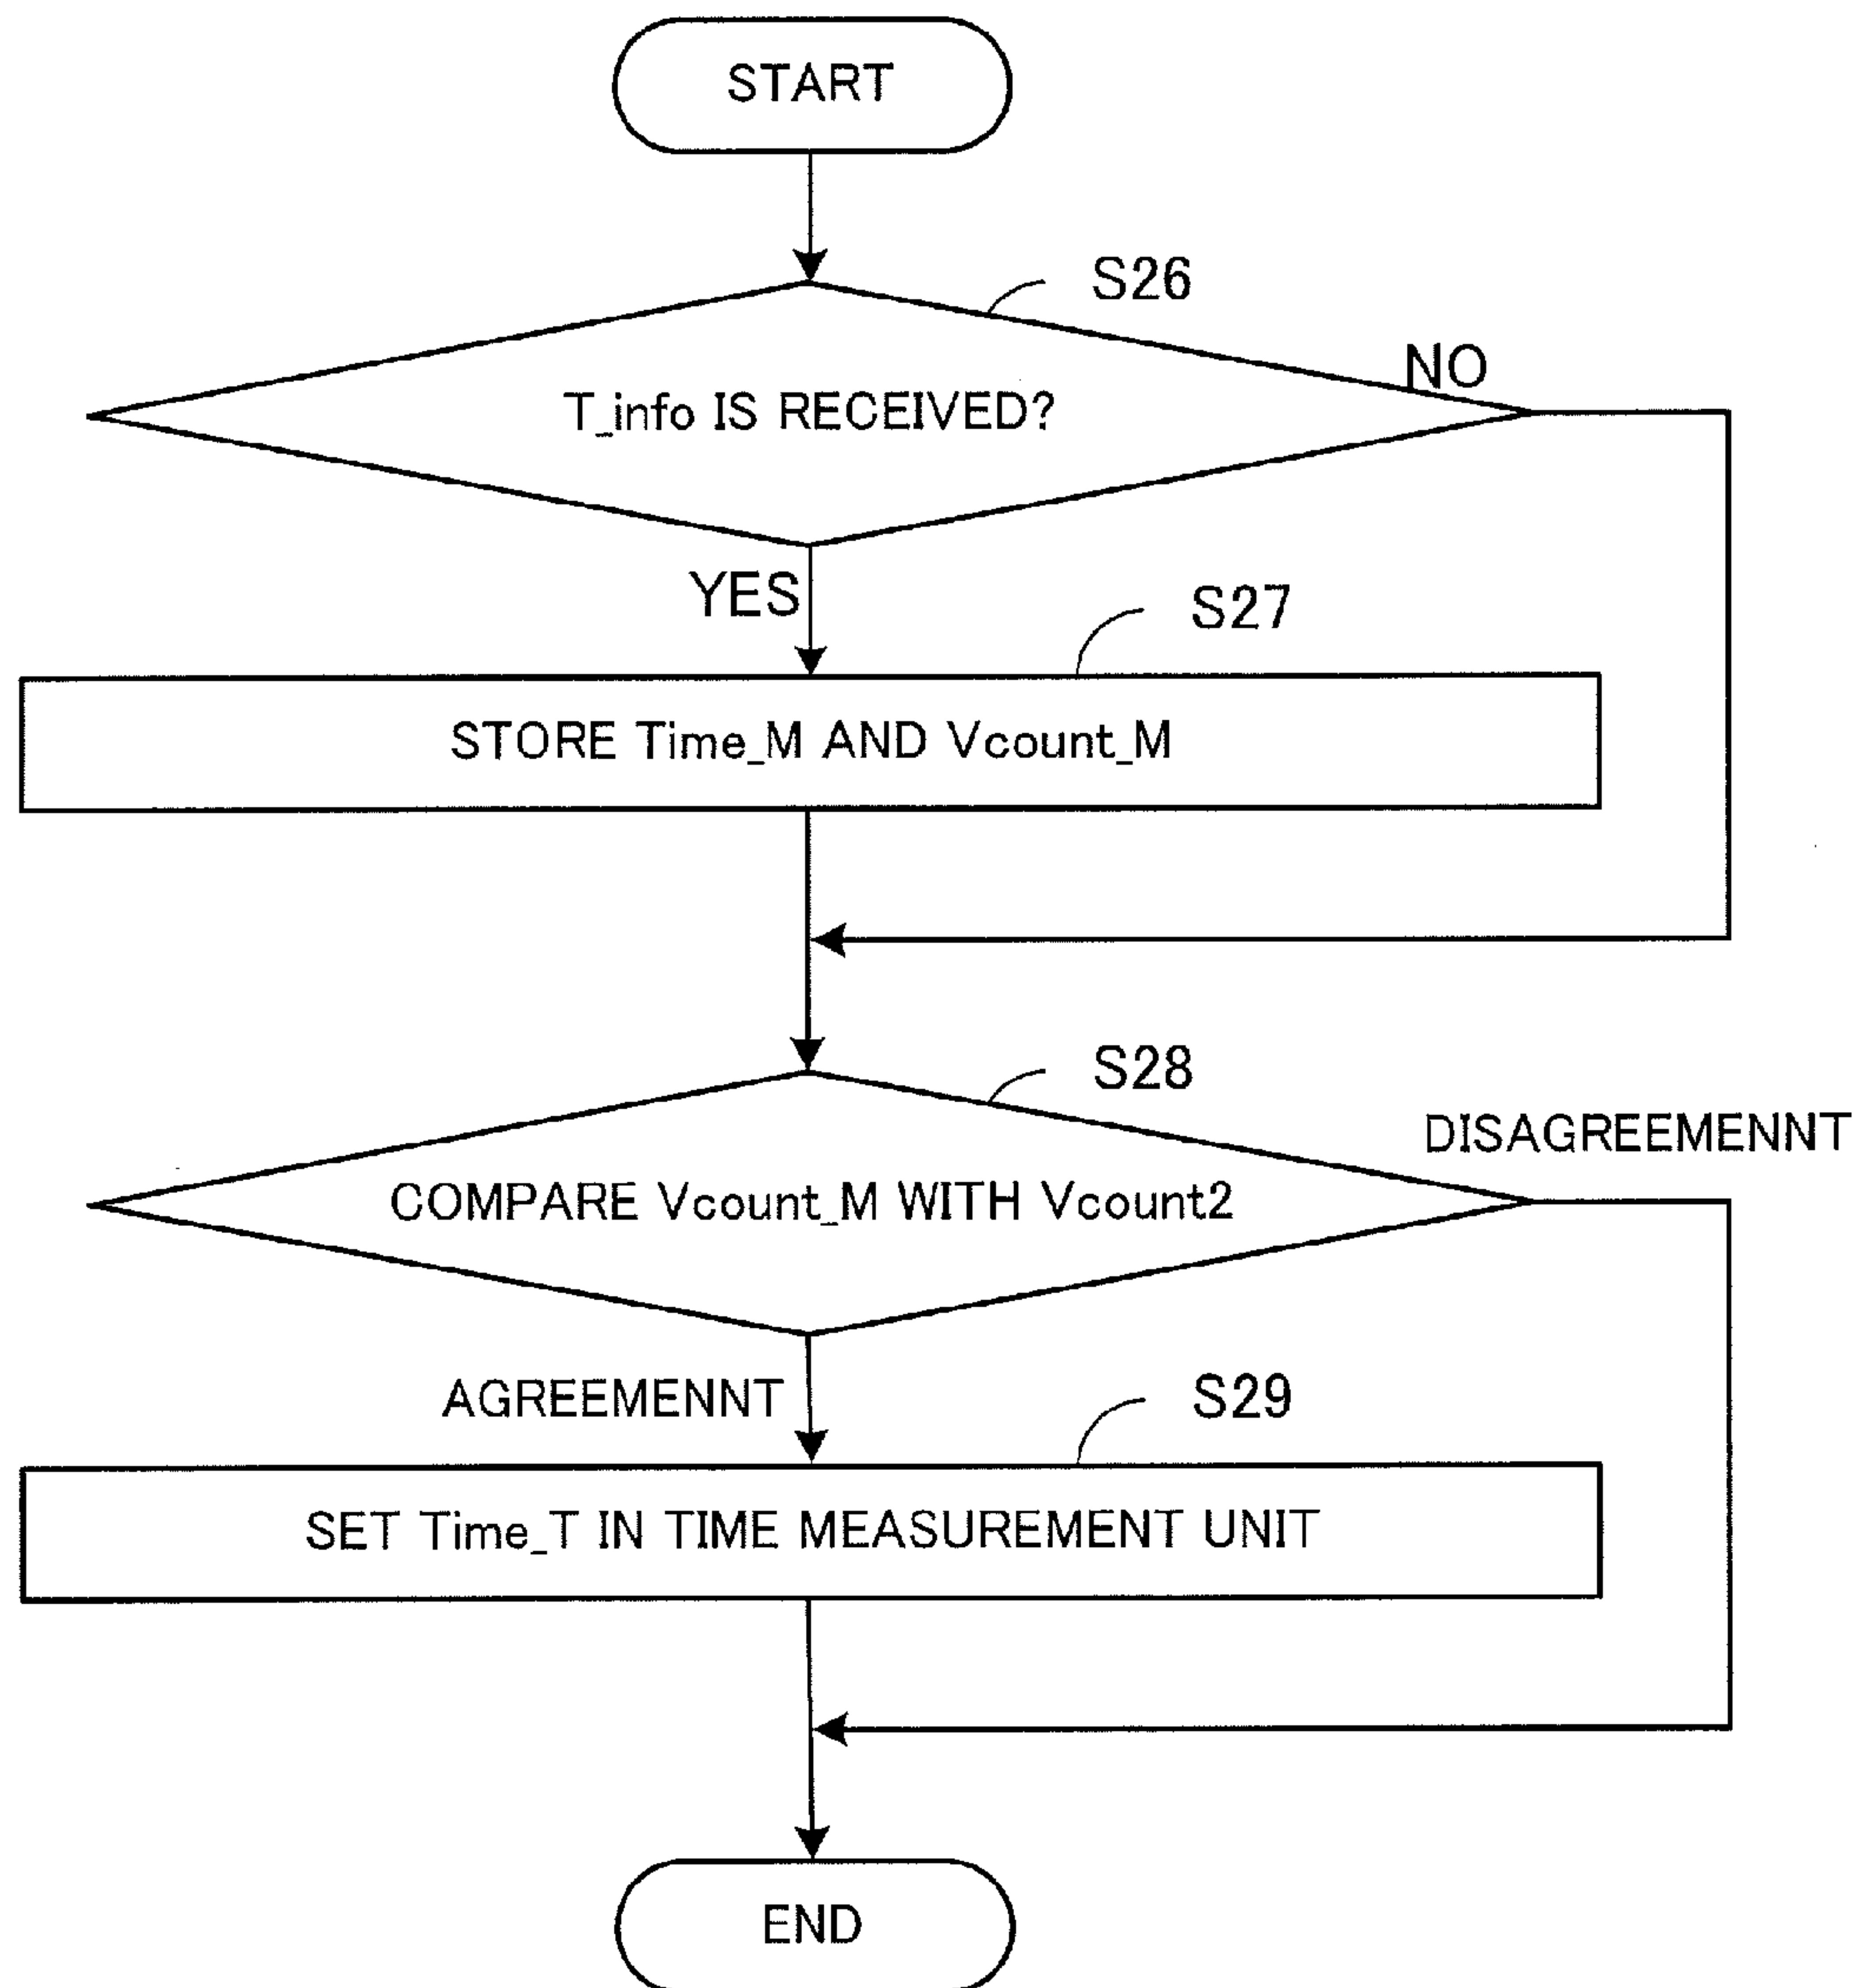 START
S26
NO
T_info IS RECEIVED?
YES
S27
STORE Time_M AND Vcount_M
S28
DISAGREEMENNT
COMPARE Vcount_M WITH Vcount2
AGREEMENNT
S29
SET Time_T IN TIME MEASUREMENT UNIT
END